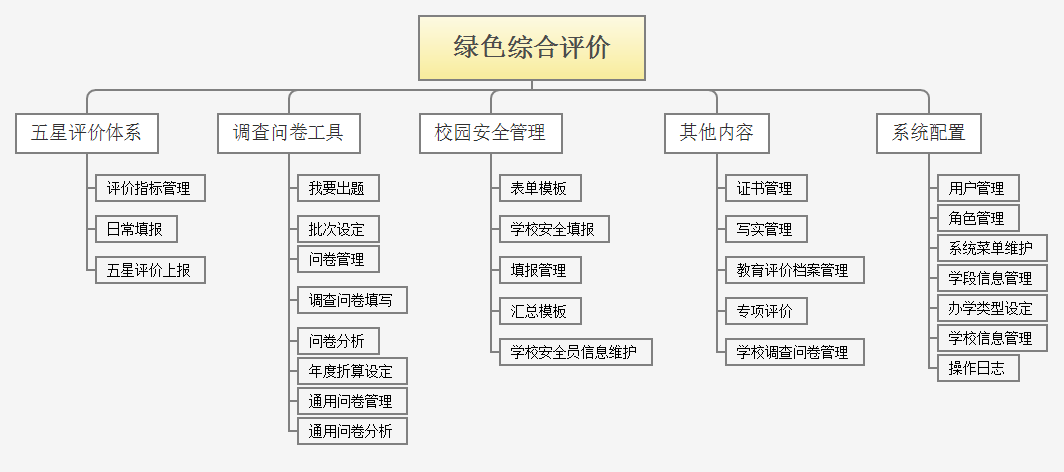 绿色综合评价
五星评价体系
评价指标管理
日常填报
五星评价上报
调查问卷工具
我要出题
批次设定
问卷管理
调查问卷填写
问卷分析
年度折算设定
通用问卷管理
通用问卷分析
校园安全管理
表单模板
学校安全填报
填报管理
汇总模板
学校安全员信息维护
其他内容
证书管理
写实管理
教育评价档案管理
专项评价
学校调查问卷管理
系统配置
用户管理
角色管理
系统菜单维护
学段信息管理
办学类型设定
学校信息管理
操作日志